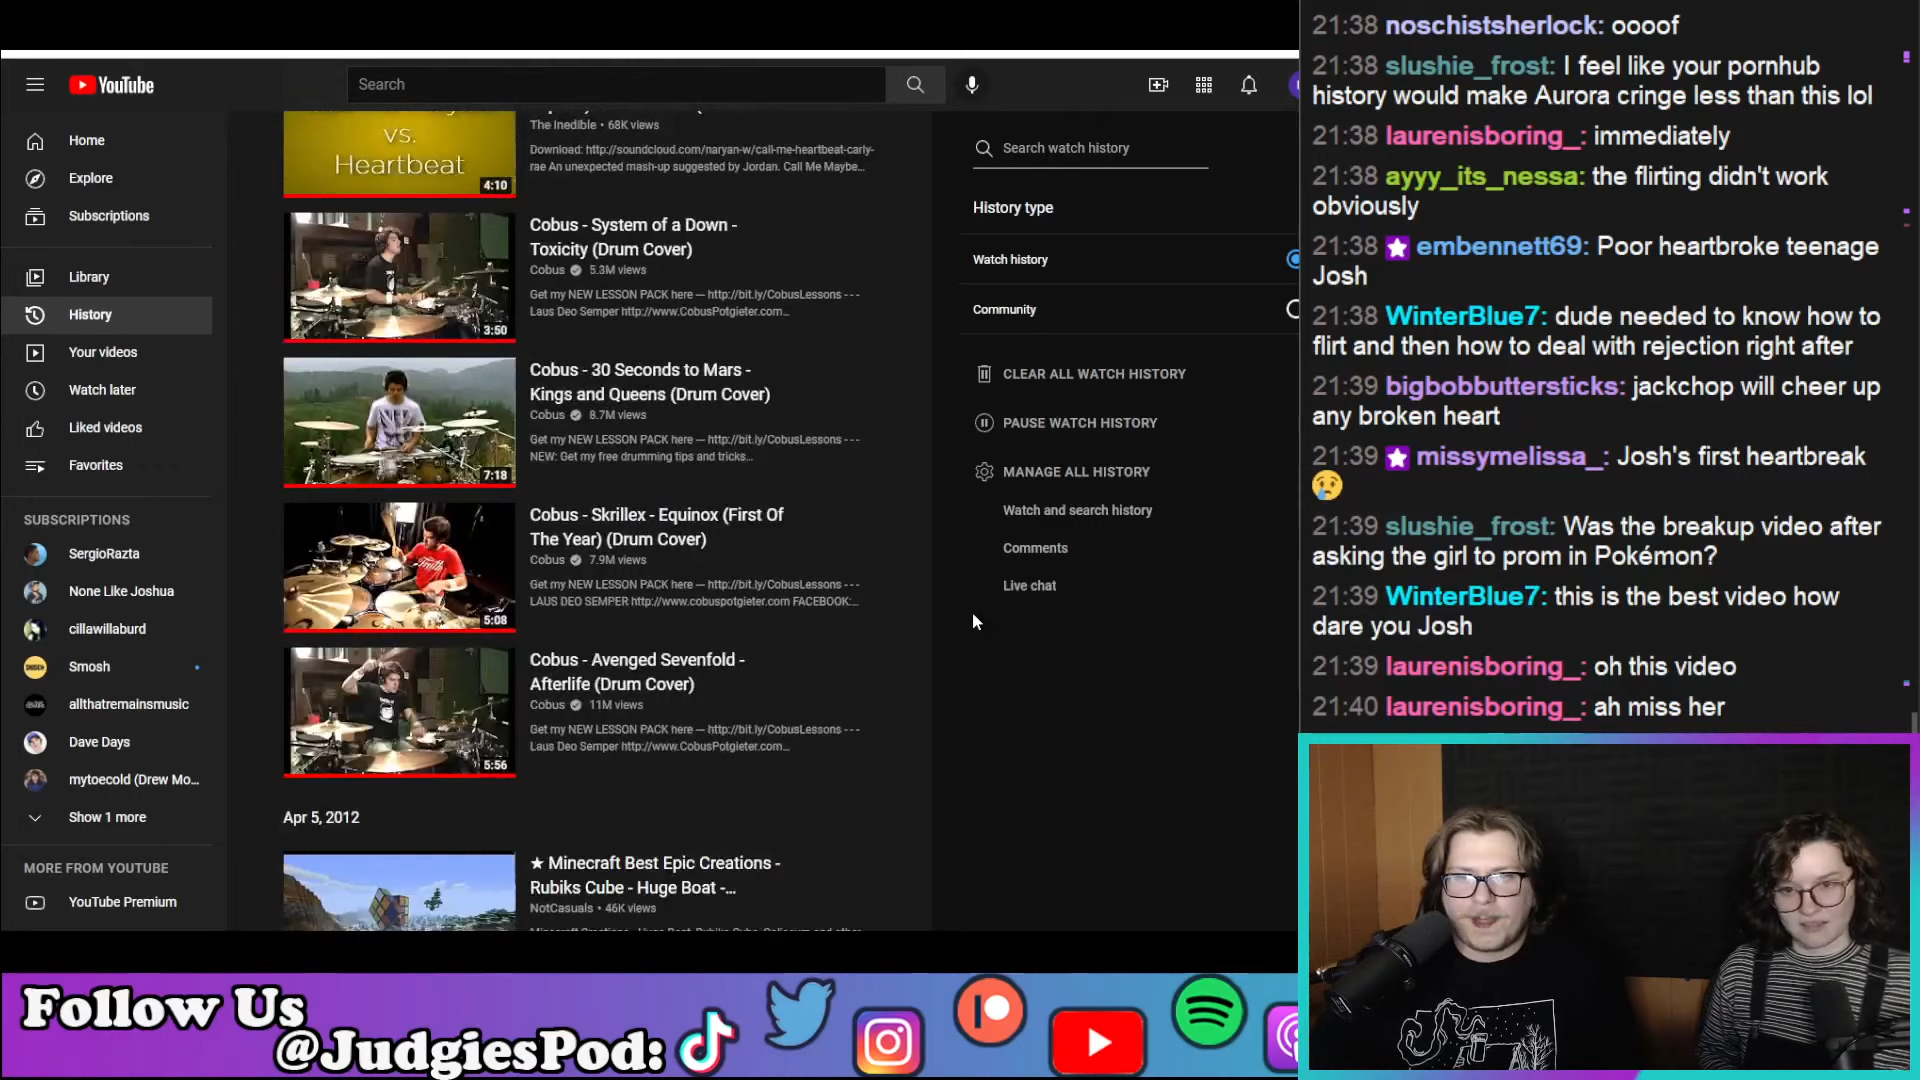 YouTube
Search
Home
Explore
Subscriptions
Library
History
Your videos
Watch later
Liked videos
Favorites
SUBSCRIPTIONS
SergioRazta
None Like Joshua
cillawillaburd
Smosh
allthatremainsmusic
Dave Days
mytoecold (Drew Mo...
Show 1 more
MORE FROM YOUTUBE
YouTube Premium
vs.
Heartbeat
4:10
The Inedible • 68K views
Download: http://soundcloud.com/naryan-w/call-me-heartbeat-carly-
rae An unexpected mash-up suggested by Jordan. Call Me Maybe...
3:50
Cobus - System of a Down -
Toxicity (Drum Cover)
Cobus 5.3M views
Get my NEW LESSON PACK here — http://bit.ly/CobusLessons - - -
Laus Deo Semper http://www.CobusPotgieter.com...
7:18
Cobus - 30 Seconds to Mars -
Kings and Queens (Drum Cover)
Cobus 8.7M views
Get my NEW LESSON PACK here — http://bit.ly/CobusLessons - - -
NEW: Get my free drumming tips and tricks...
5:08
Cobus - Skrillex - Equinox (First Of
The Year) (Drum Cover)
Cobus 7.9M views
Get my NEW LESSON PACK here — http://bit.ly/CobusLessons - - -
LAUS DEO SEMPER http://www.cobuspotgieter.com FACEBOOK:...
5:56
Cobus - Avenged Sevenfold -
Afterlife (Drum Cover)
Cobus 11M views
Get my NEW LESSON PACK here — http://bit.ly/CobusLessons - - -
Laus Deo Semper http://www.CobusPotgieter.com...
Apr 5, 2012
★ Minecraft Best Epic Creations -
Rubiks Cube - Huge Boat -...
NotCasuals • 46K views
Search watch history
History type
Watch history
Community
CLEAR ALL WATCH HISTORY
PAUSE WATCH HISTORY
MANAGE ALL HISTORY
Watch and search history
Comments
Live chat
21:38 noschistsherlock: oooof
21:38 slushie_frost: I feel like your pornhub
history would make Aurora cringe less than this lol
21:38 laurenisboring_: immediately
21:38 ayyy_its_nessa: the flirting didn't work
obviously
21:38 embennett69: Poor heartbroke teenage
Josh
21:38 WinterBlue7: dude needed to know how to
flirt and then how to deal with rejection right after
21:39 bigbobbuttersticks: jackchop will cheer up
any broken heart
21:39 missymelissa_: Josh's first heartbreak
😢
21:39 slushie_frost: Was the breakup video after
asking the girl to prom in Pokémon?
21:39 WinterBlue7: this is the best video how
dare you Josh
21:39 laurenisboring_: oh this video
21:40 laurenisboring_: ah miss her
Follow Us
@JudgiesPod: